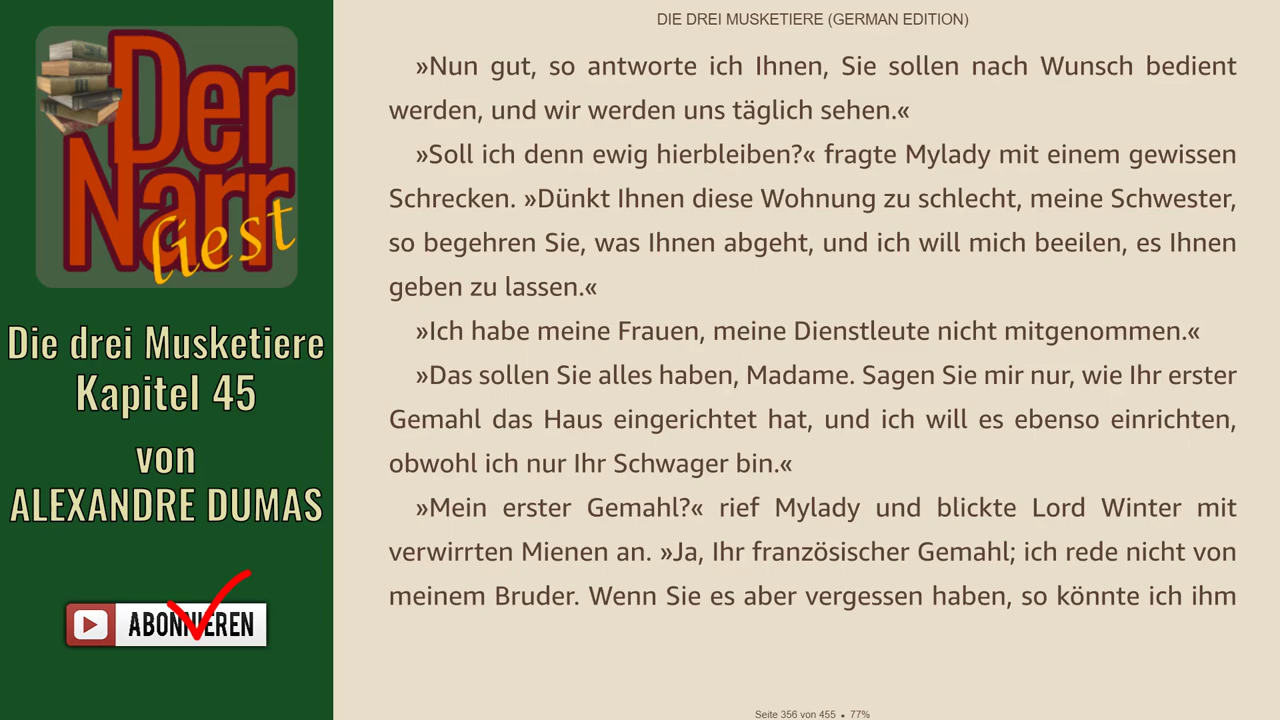 Der
Narr
liest
Die drei Musketiere
Kapitel 45
von
ALEXANDRE DUMAS
ABONNIEREN
DIE DREI MUSKETIERE (GERMAN EDITION)
»Nun gut, so antworte ich Ihnen, Sie sollen nach Wunsch bedient
werden, und wir werden uns täglich sehen.«
»Soll ich denn ewig hierbleiben?« fragte Mylady mit einem gewissen
Schrecken. »Dünkt Ihnen diese Wohnung zu schlecht, meine Schwester,
so begehren Sie, was Ihnen abgeht, und ich will mich beeilen, es Ihnen
geben zu lassen.«
»Ich habe meine Frauen, meine Dienstleute nicht mitgenommen.«
»Das sollen Sie alles haben, Madame. Sagen Sie mir nur, wie Ihr erster
Gemahl das Haus eingerichtet hat, und ich will es ebenso einrichten,
obwohl ich nur Ihr Schwager bin.«
»Mein erster Gemahl?« rief Mylady und blickte Lord Winter mit
verwirrten Mienen an. »Ja, Ihr französischer Gemahl; ich rede nicht von
meinem Bruder. Wenn Sie es aber vergessen haben, so könnte ich ihm
Seite 356 von 455 • 77%